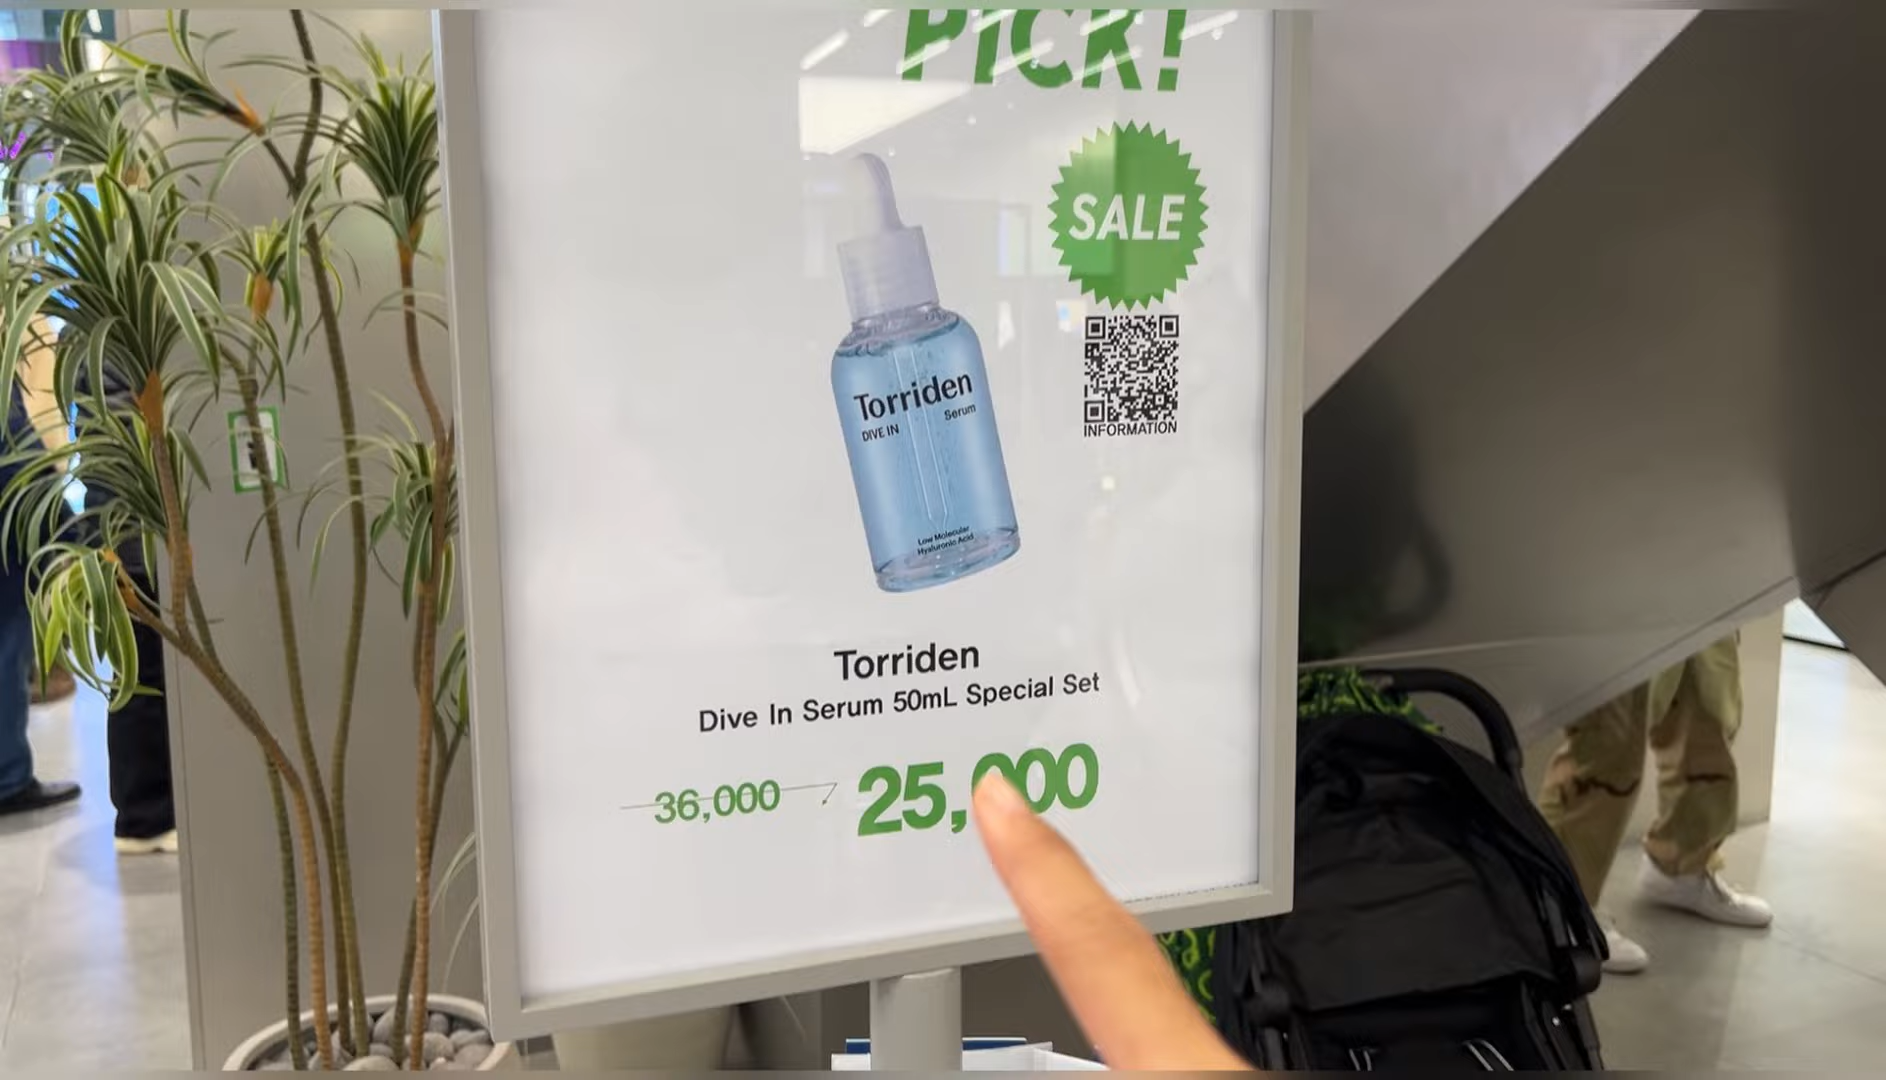 PICK!
SALE
INFORMATION
Torriden
DIVE IN
Serum
Low Molecular
Hyaluronic Acid
Torriden
Dive In Serum 50mL Special Set
36,000
25,000